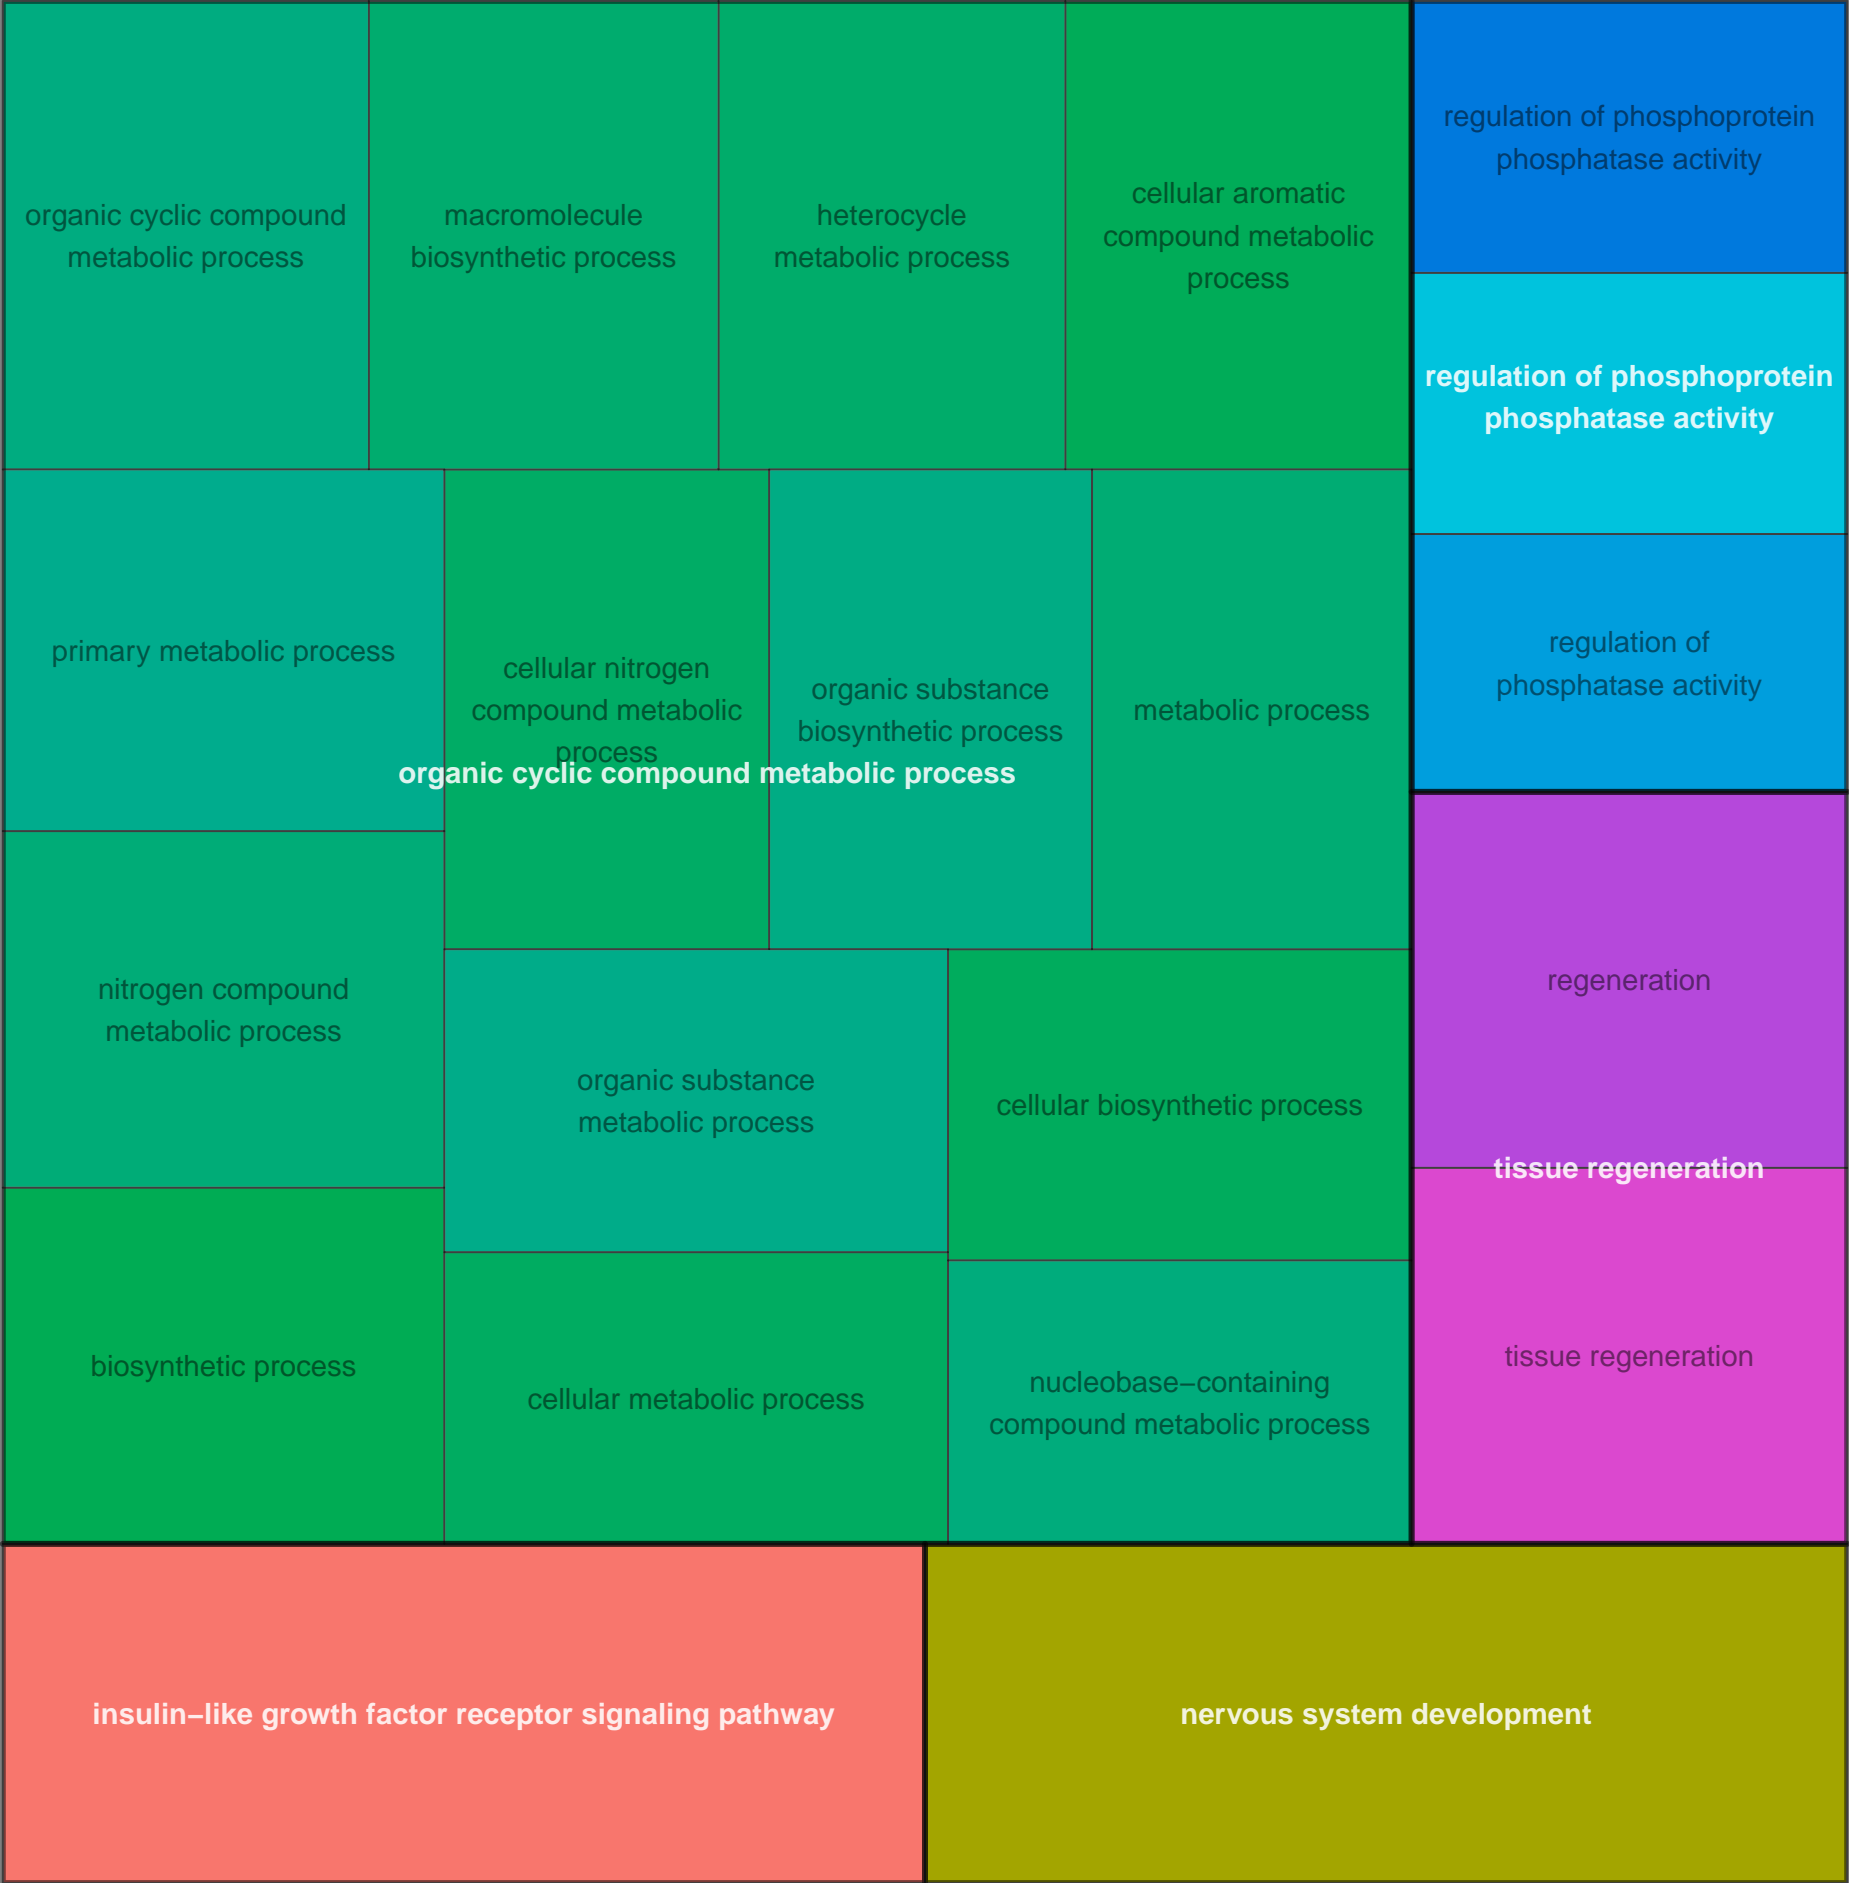 organic cyclic compound
metabolic process
macromolecule
biosynthetic process
heterocycle
metabolic process
cellular aromatic
compound metabolic
process
regulation of phosphoprotein
phosphatase activity
regulation of phosphoprotein
phosphatase activity
primary metabolic process
cellular nitrogen
compound metabolic
process
organic substance
biosynthetic process
metabolic process
regulation of
phosphatase activity
organic cyclic compound metabolic process
nitrogen compound
metabolic process
organic substance
metabolic process
cellular biosynthetic process
regeneration
tissue regeneration
biosynthetic process
cellular metabolic process
nucleobase−containing
compound metabolic process
tissue regeneration
insulin−like growth factor receptor signaling pathway
nervous system development